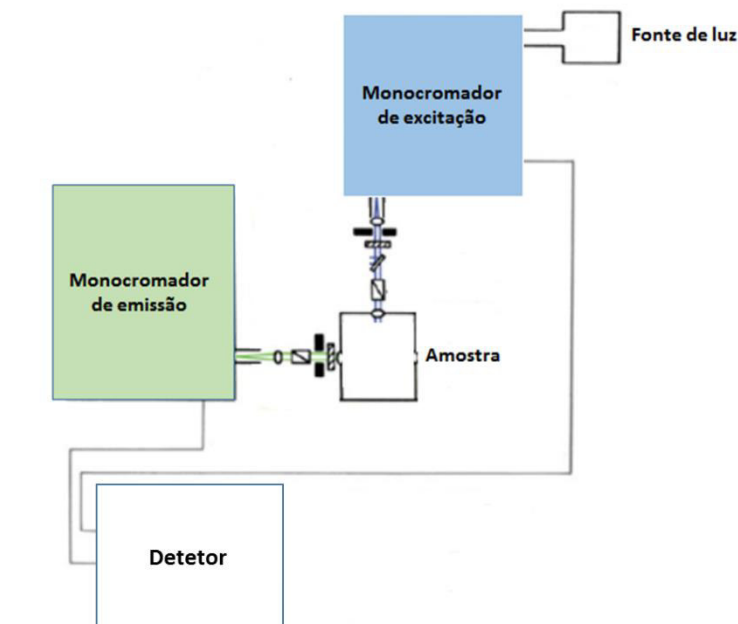 Fonte de luz
Monocromador
de excitação
Monocromador
de emissão
Amostra
Detetor